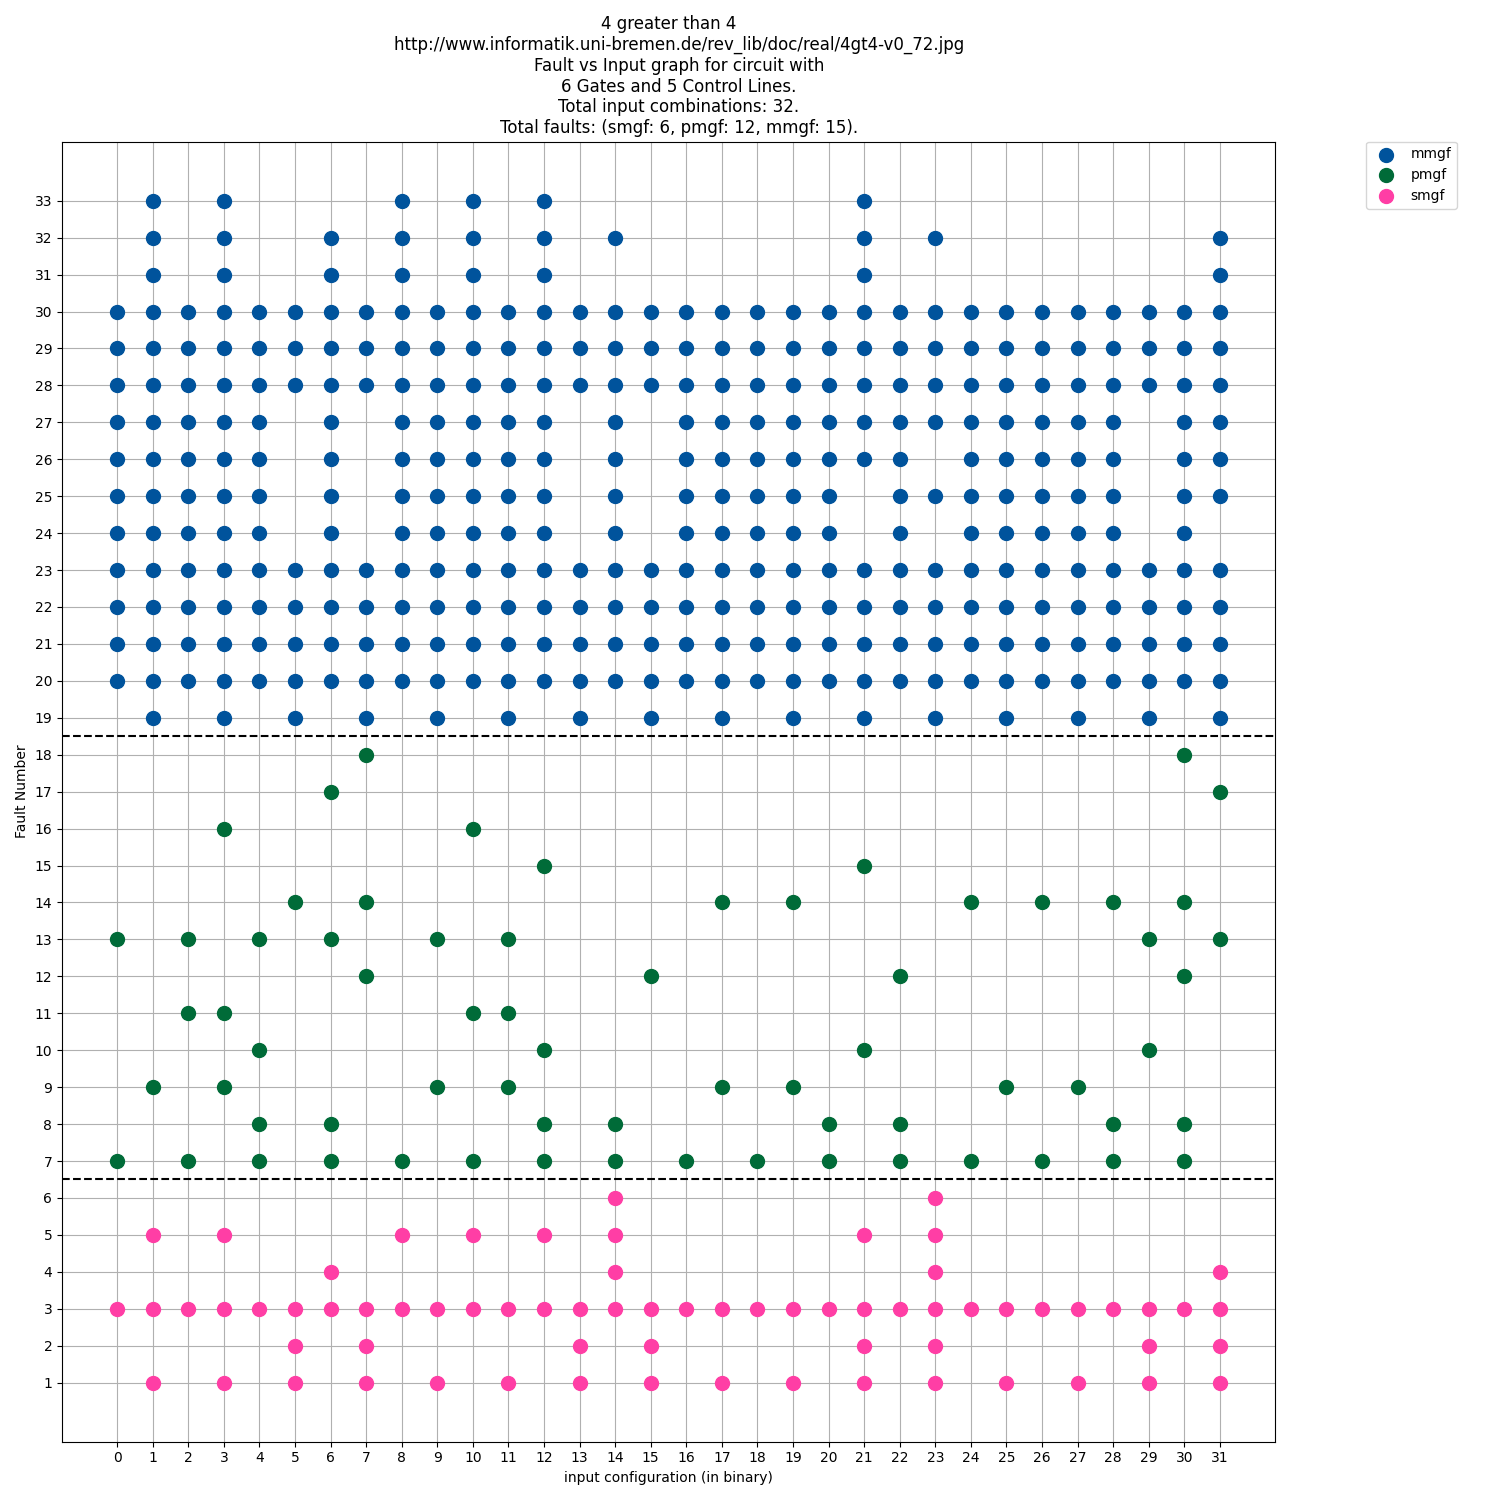 4 greater than 4
http://www.informatik.uni-bremen.de/rev_lib/doc/real/4gt4-v0_72.jpg
Fault vs Input graph for circuit with
6 Gates and 5 Control Lines.
Total input combinations: 32.
Total faults: (smgf: 6, pmgf: 12, mmgf: 15).
mmgf
pmgf
smgf
Fault Number
33
32
31
30
29
28
27
26
25
24
23
22
21
20
19
18
17
16
15
14
13
12
11
10
9
8
7
6
5
4
3
2
1
0 1 2 3 4 5 6 7 8 9 10 11 12 13 14 15 16 17 18 19 20 21 22 23 24 25 26 27 28 29 30 31
input configuration (in binary)